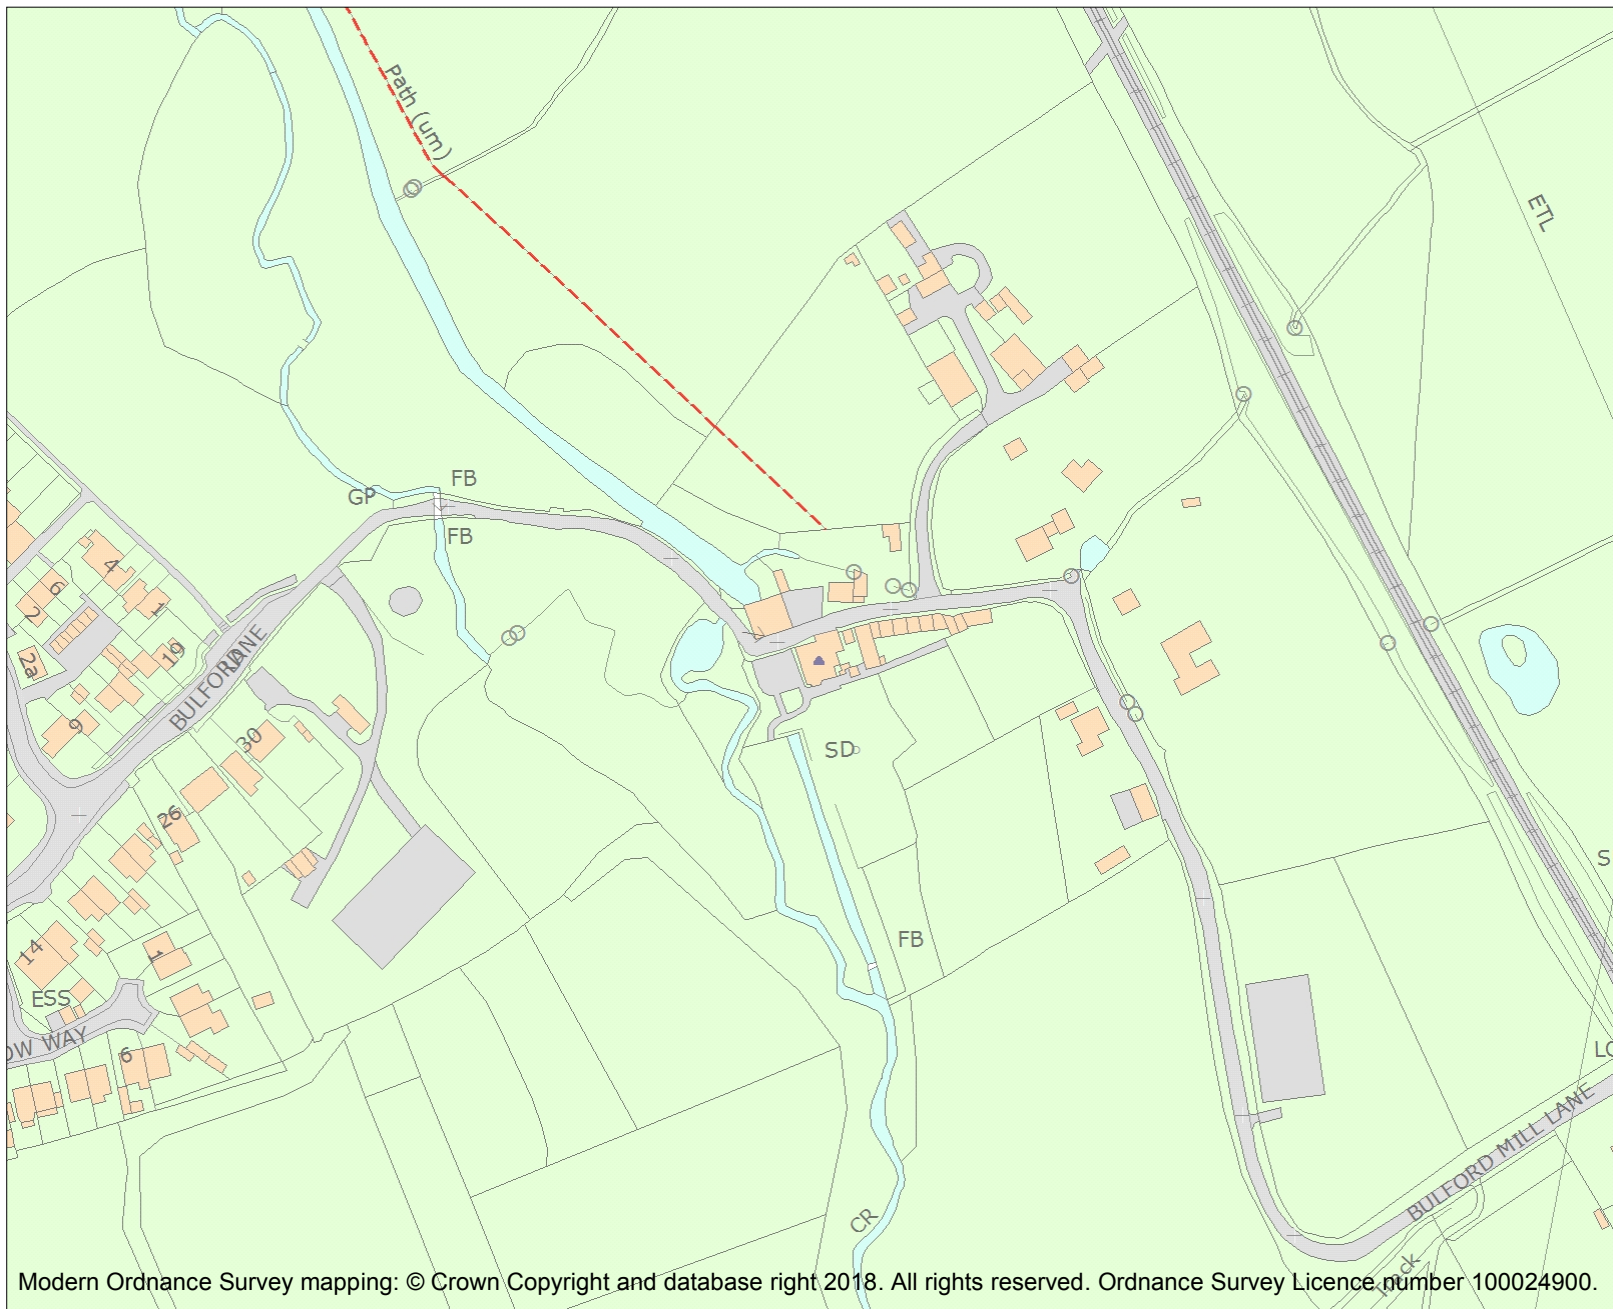 Path (um)
ETL
FB
GP
FB
4
6
2
1
2a
19
BULFORD LANE
9
30
SD
26
S
FB
14
1
ESS
OW WAY
6
LO
BULFORD MILL LANE
CR
Track
Modern Ordnance Survey mapping: © Crown Copyright and database right 2018. All rights reserved. Ordnance Survey Licence number 100024900.